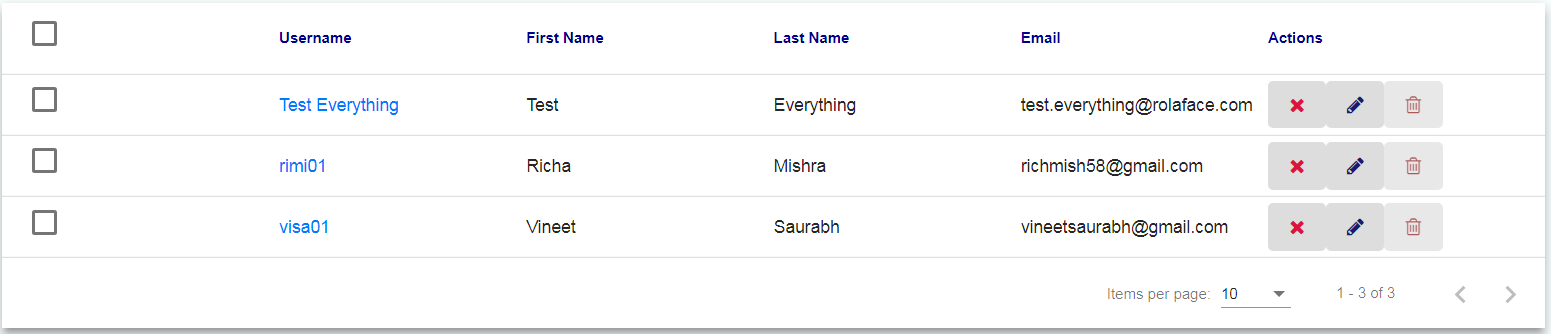 Username First Name Last Name Email Actions
Test Everything Test Everything test.everything@rolaface.com
rimi01 Richa Mishra richmish58@gmail.com
visa01 Vineet Saurabh vineetsaurabh@gmail.com
Items per page: 10 1 - 3 of 3